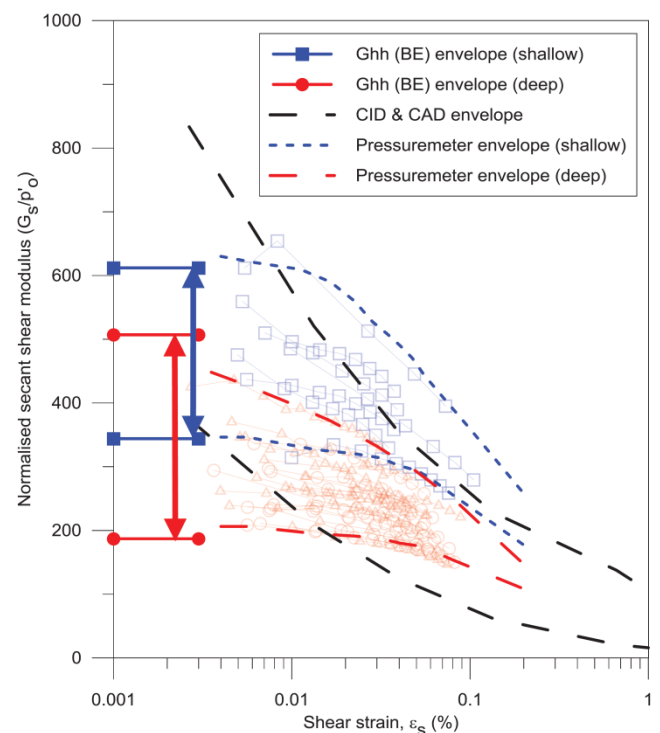 1000
800
600
400
200
0
Normalised secant shear modulus (Gs/p'o)
Ghh (BE) envelope (shallow)
Ghh (BE) envelope (deep)
CID & CAD envelope
Pressuremeter envelope (shallow)
Pressuremeter envelope (deep)
0.001
0.01
0.1
1
Shear strain, εs (%)